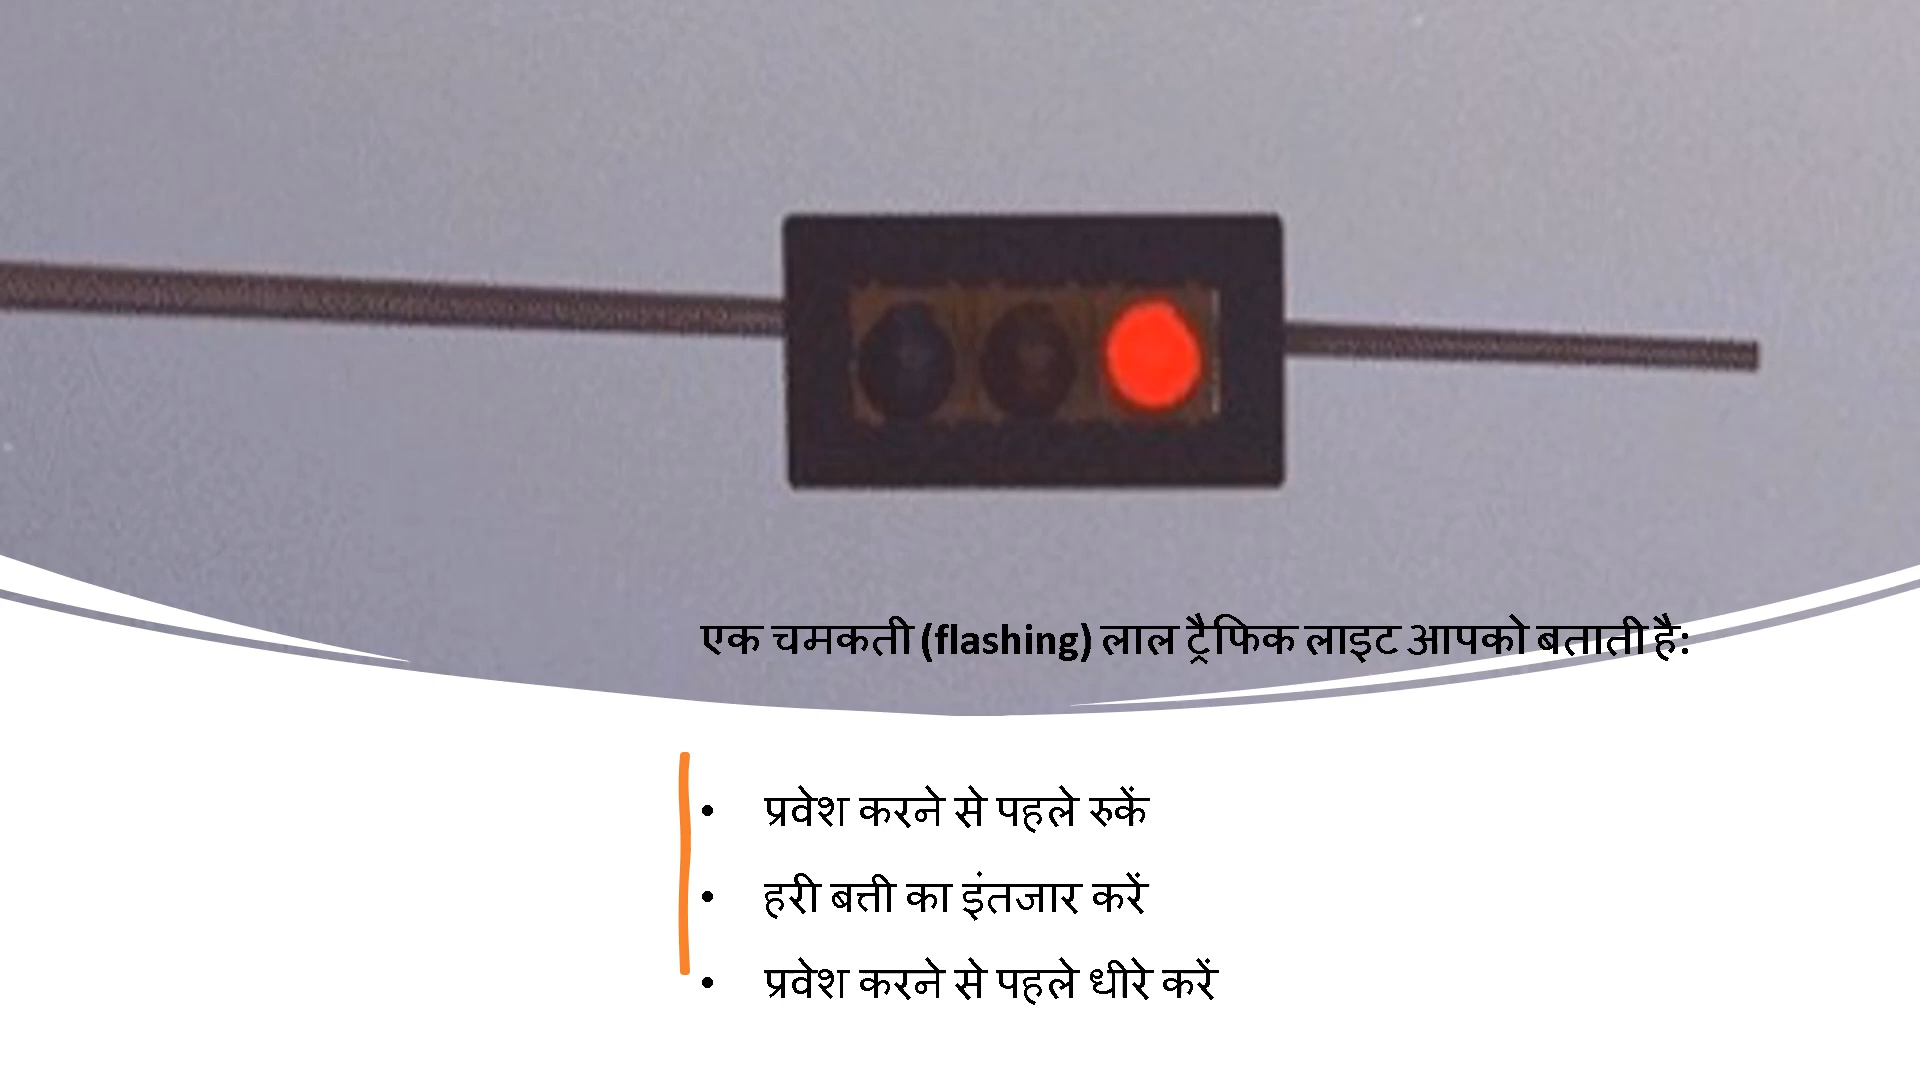 एक चमकती (flashing) लाल ट्रैफिक लाइट आपको बताती है:
• प्रवेश करने से पहले रुकें
• हरी बत्ती का इंतजार करें
• प्रवेश करने से पहले धीरे करें